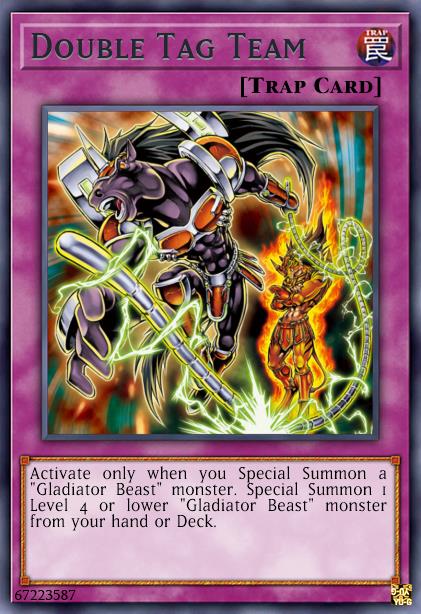 Double Tag Team
TRAP
罠
[Trap Card]
Activate only when you Special Summon a
"Gladiator Beast" monster. Special Summon 1
Level 4 or lower "Gladiator Beast" monster
from your hand or Deck.
67223587